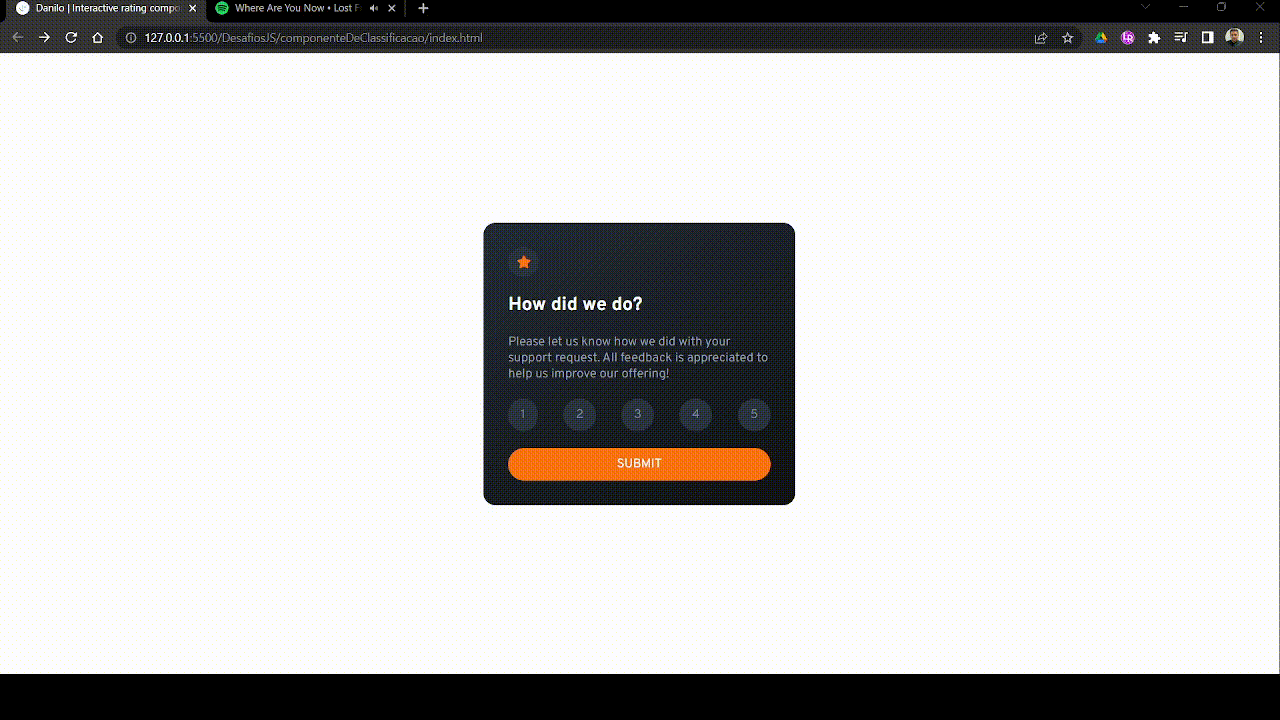 Danilo | Interactive rating compo
Where Are You Now • Lost F
127.0.0.1:5500/DesafiosJS/componenteDeClassificacao/index.html
How did we do?
Please let us know how we did with your
support request. All feedback is appreciated to
help us improve our offering!
1 2 3 4 5
SUBMIT